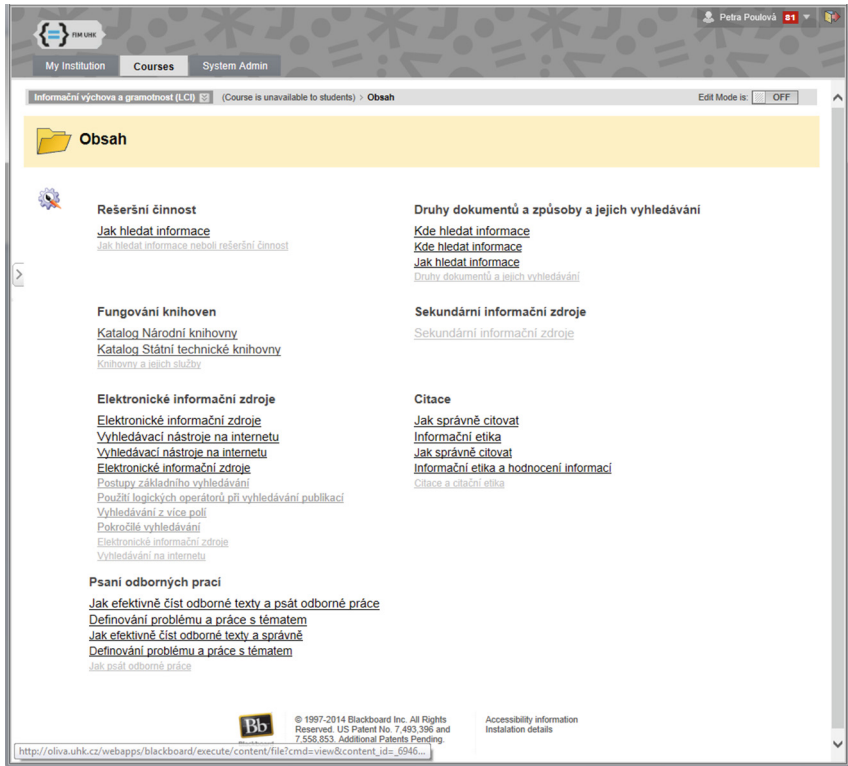 FIM UHK
Petra Poulová 81
My Institution Courses System Admin
Informační výchova a gramotnost (LCI) (Course is unavailable to students) > Obsah Edit Mode is: OFF
Obsah
Rešeršní činnost
Jak hledat informace
Jak hledat informace neboli rešeršní činnost
Druhy dokumentů a způsoby a jejich vyhledávání
Kde hledat informace
Kde hledat informace
Jak hledat informace
Druhy dokumentů a jejich vyhledávání
Fungování knihoven
Katalog Národní knihovny
Katalog Státní technické knihovny
Knihovny a jejich služby
Sekundární informační zdroje
Sekundární informační zdroje
Elektronické informační zdroje
Elektronické informační zdroje
Vyhledávací nástroje na internetu
Vyhledávací nástroje na internetu
Elektronické informační zdroje
Postupy základního vyhledávání
Použití logických operátorů při vyhledávání publikací
Vyhledávání z více polí
Pokročilé vyhledávání
Elektronické informační zdroje
Vyhledávání na internetu
Citace
Jak správně citovat
Informační etika
Jak správně citovat
Informační etika a hodnocení informací
Citace a citační etika
Psaní odborných prací
Jak efektivně číst odborné texty a psát odborné práce
Definování problému a práce s tématem
Jak efektivně číst odborné texty a správně
Definování problému a práce s tématem
Jak psát odborné práce
Bb
© 1997-2014 Blackboard Inc. All Rights
Reserved. US Patent No. 7,493,396 and
7,558,853. Additional Patents Pending.
Accessibility information
Instalation details
http://oliva.uhk.cz/webapps/blackboard/execute/content/file?cmd=view&content_id=_6946...